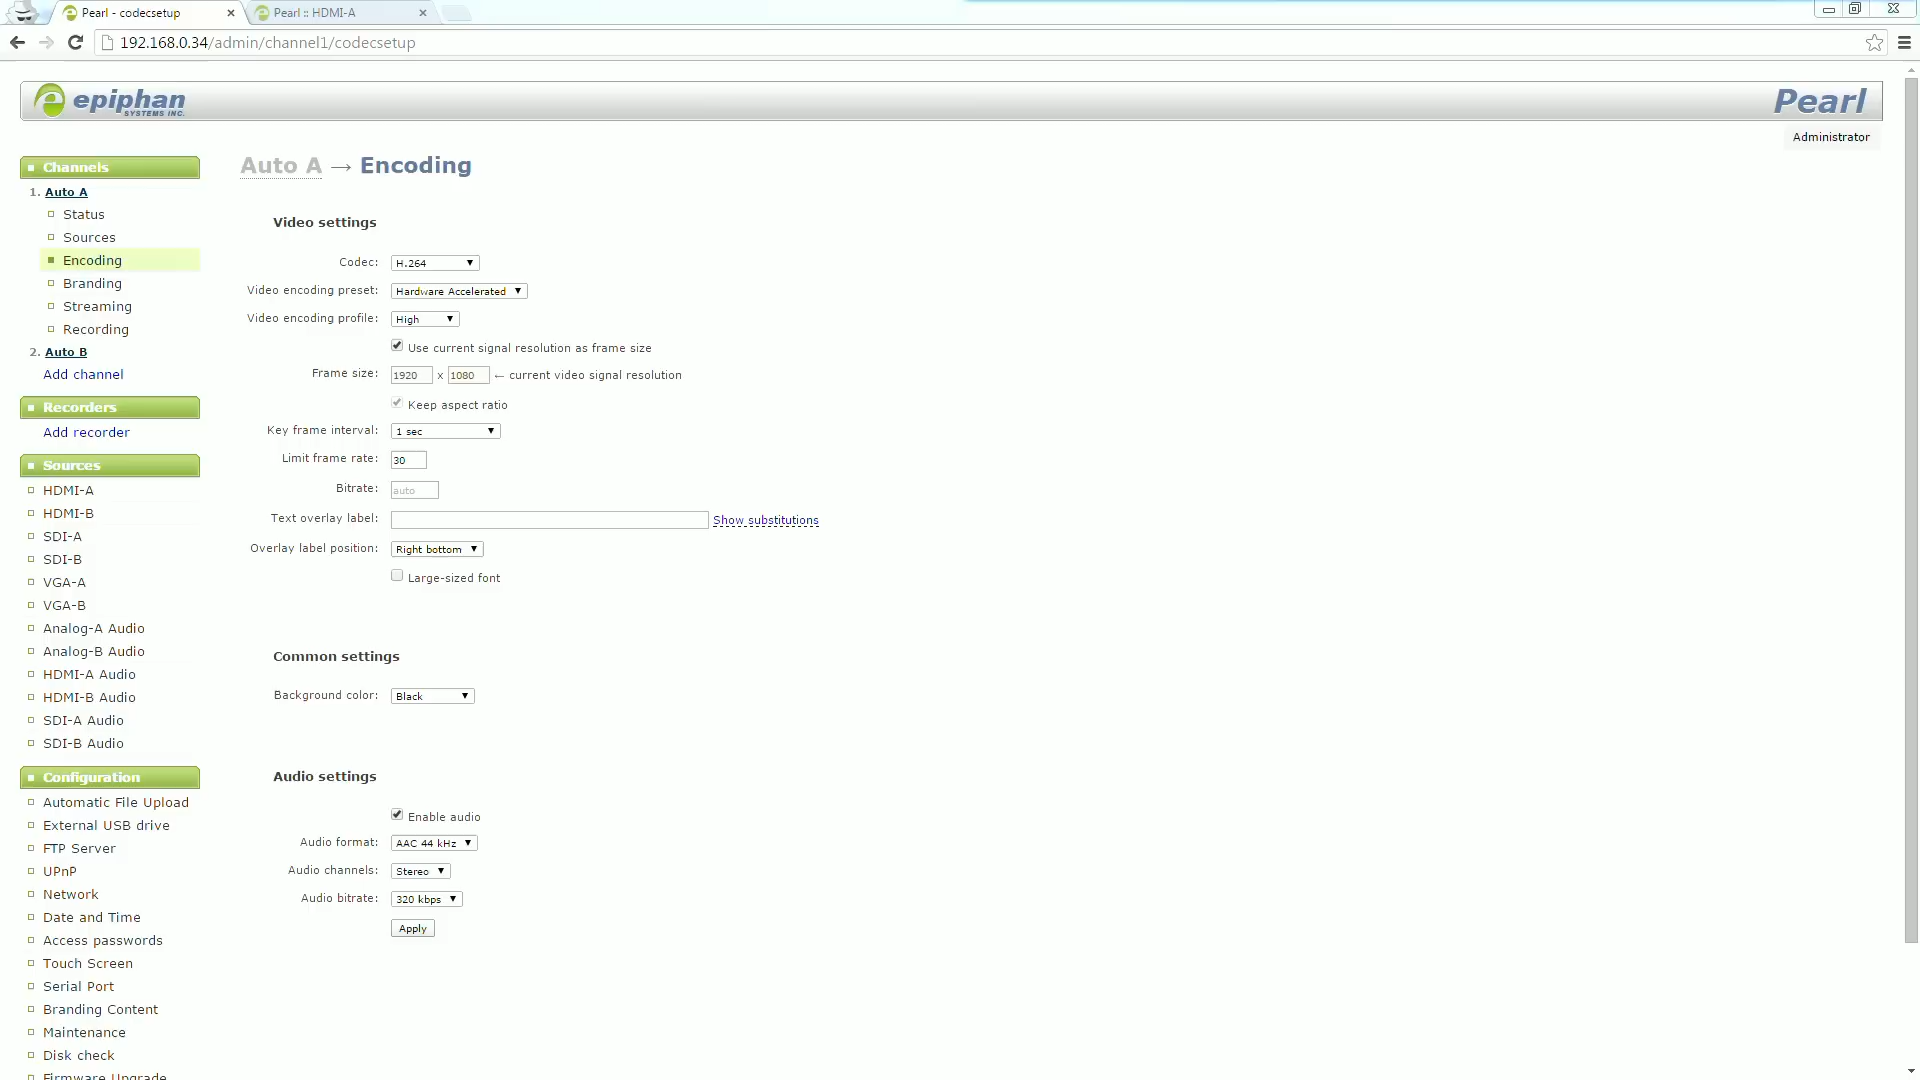 Pearl - codecsetup
Pearl :: HDMI-A
192.168.0.34/admin/channel1/codecsetup
epiphan
SYSTEMS INC.
Pearl
Administrator
Channels
1. Auto A
Status
Sources
Encoding
Branding
Streaming
Recording
2. Auto B
Add channel
Recorders
Add recorder
Sources
HDMI-A
HDMI-B
SDI-A
SDI-B
VGA-A
VGA-B
Analog-A Audio
Analog-B Audio
HDMI-A Audio
HDMI-B Audio
SDI-A Audio
SDI-B Audio
Configuration
Automatic File Upload
External USB drive
FTP Server
UPnP
Network
Date and Time
Access passwords
Touch Screen
Serial Port
Branding Content
Maintenance
Disk check
Firmware Upgrade
Auto A → Encoding
Video settings
Codec: H.264
Video encoding preset: Hardware Accelerated
Video encoding profile: High
Use current signal resolution as frame size
Frame size: 1920 x 1080 ← current video signal resolution
Keep aspect ratio
Key frame interval: 1 sec
Limit frame rate: 30
Bitrate: auto
Text overlay label: Show substitutions
Overlay label position: Right bottom
Large-sized font
Common settings
Background color: Black
Audio settings
Enable audio
Audio format: AAC 44 kHz
Audio channels: Stereo
Audio bitrate: 320 kbps
Apply